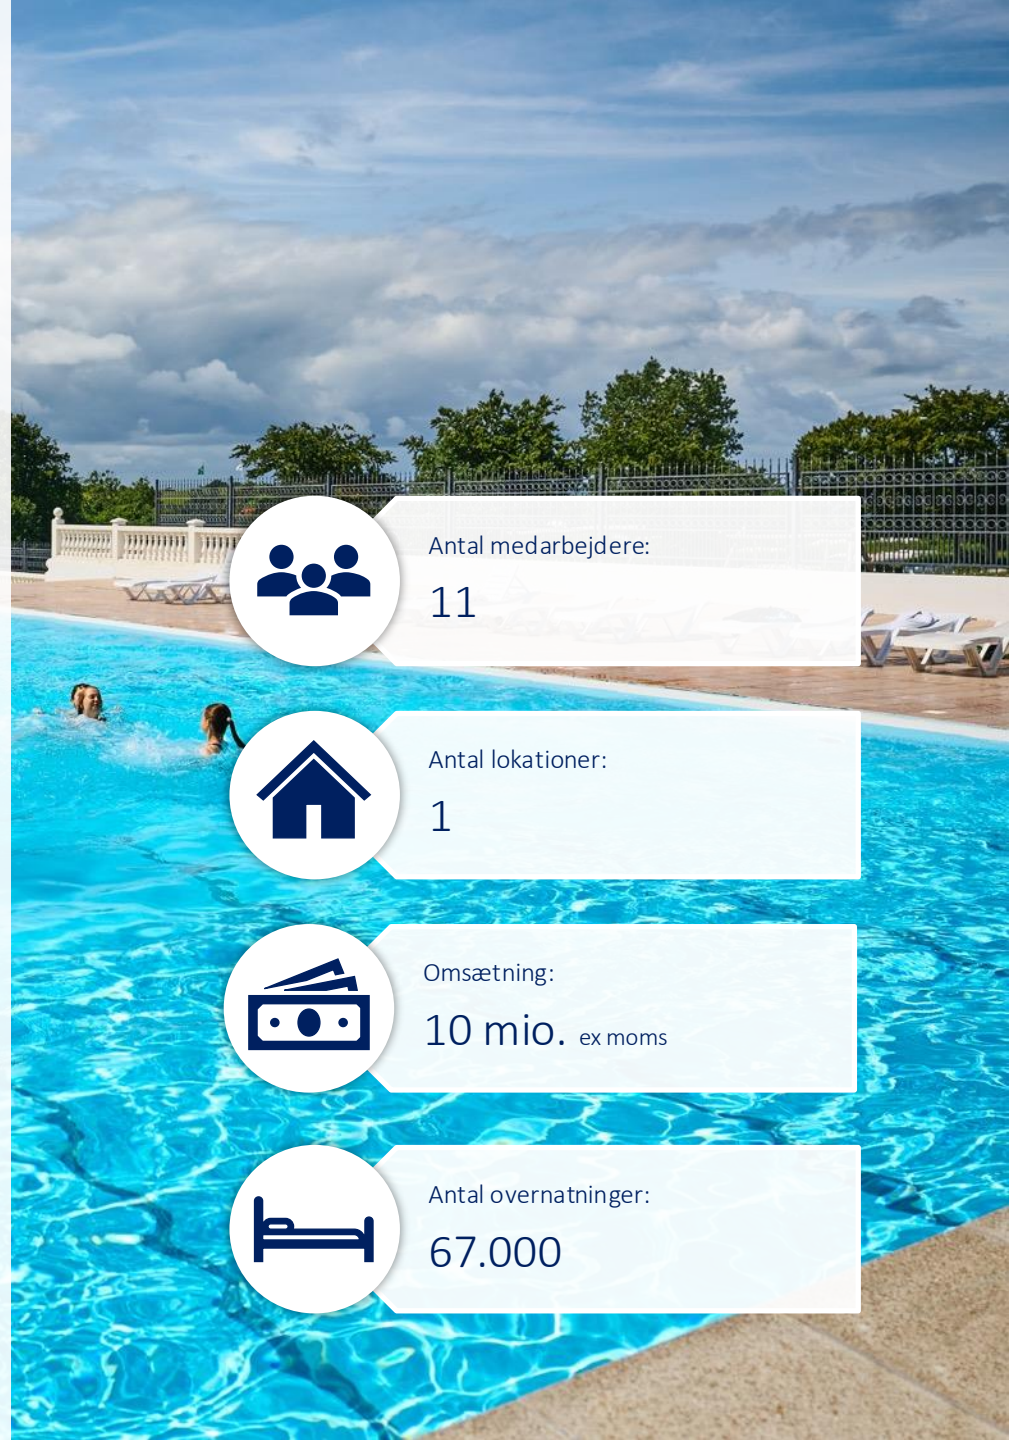 Antal medarbejdere:
11
Antal lokationer:
1
Omsætning:
10 mio. ex moms
Antal overnatninger:
67.000